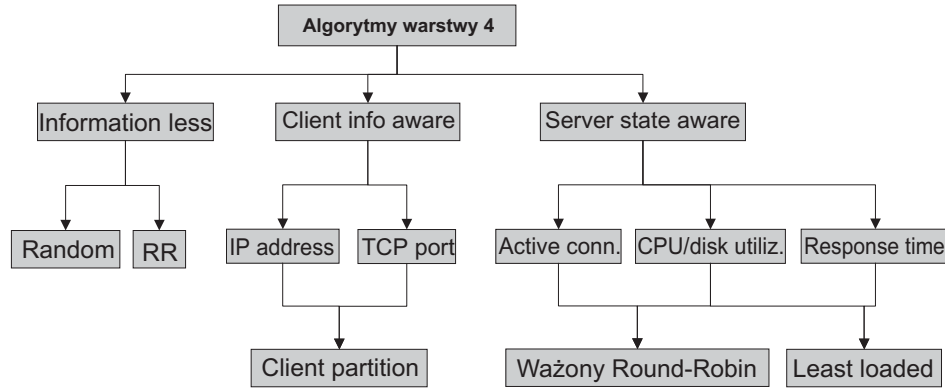 Algorytmy warstwy 4
Information less
Client info aware
Server state aware
Random
RR
IP address
TCP port
Active conn.
CPU/disk utiliz.
Response time
Client partition
Ważony Round-Robin
Least loaded